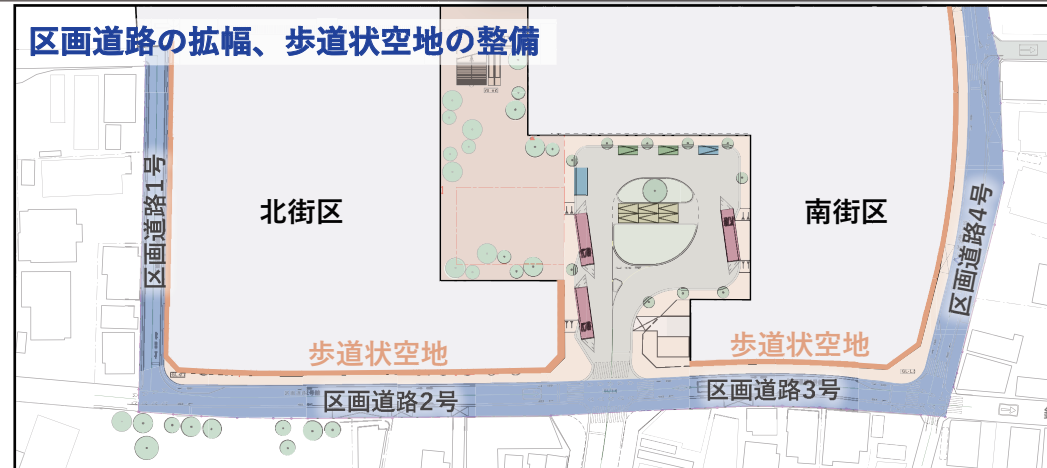 区画道路の拡幅、歩道状空地の整備
区画道路1号
北街区
南街区
区画道路4号
歩道状空地
歩道状空地
区画道路2号
区画道路3号